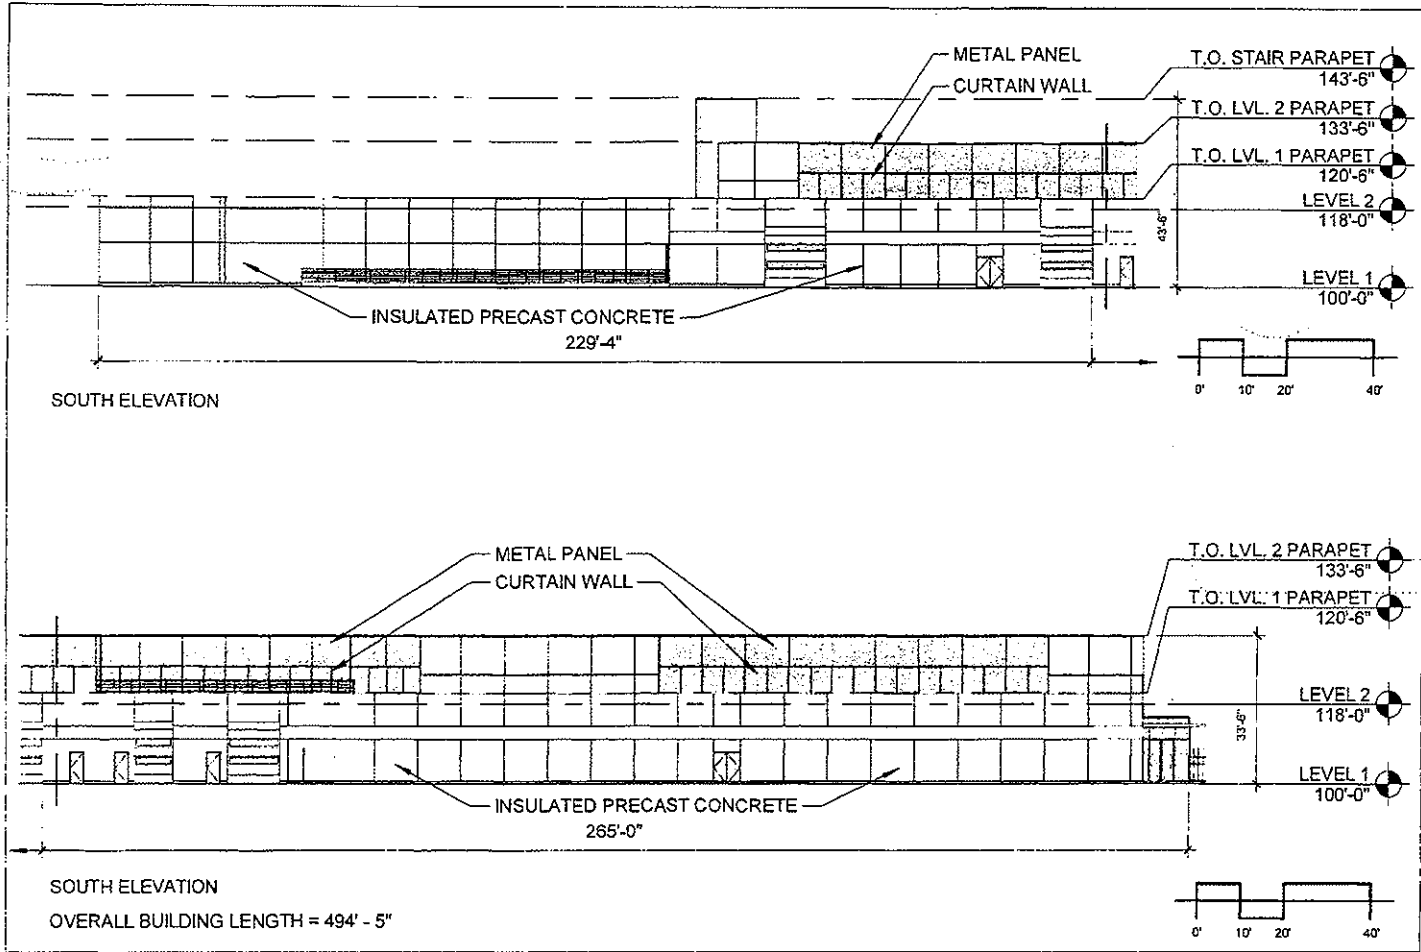 METAL PANEL
CURTAIN WALL
T.O. STAIR PARAPET
143'-6"
T.O. LVL. 2 PARAPET
133'-6"
T.O. LVL. 1 PARAPET
120'-6"
LEVEL 2
118'-0"
43'-6"
LEVEL 1
100'-0"
INSULATED PRECAST CONCRETE
229'-4"
0' 10' 20' 40'
SOUTH ELEVATION
METAL PANEL
CURTAIN WALL
T.O. LVL. 2 PARAPET
133'-6"
T.O. LVL. 1 PARAPET
120'-6"
LEVEL 2
118'-0"
33'-6"
LEVEL 1
100'-0"
INSULATED PRECAST CONCRETE
265'-0"
SOUTH ELEVATION
OVERALL BUILDING LENGTH = 494' - 5"
0' 10' 20' 40'